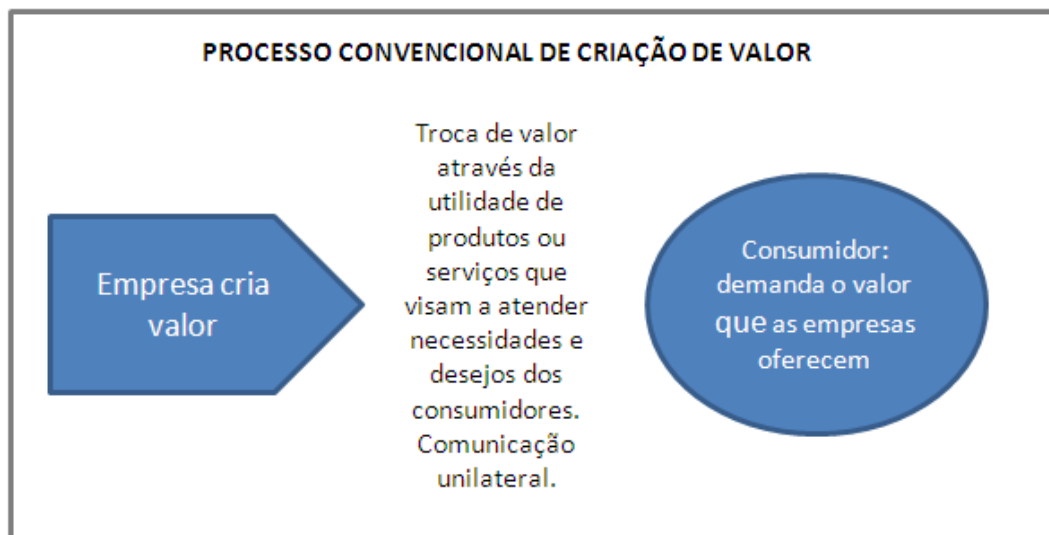 PROCESSO CONVENCIONAL DE CRIAÇÃO DE VALOR
Empresa cria
valor
Troca de valor
através da
utilidade de
produtos ou
serviços que
visam a atender
necessidades e
desejos dos
consumidores.
Comunicação
unilateral.
Consumidor:
demanda o valor
que as empresas
oferecem